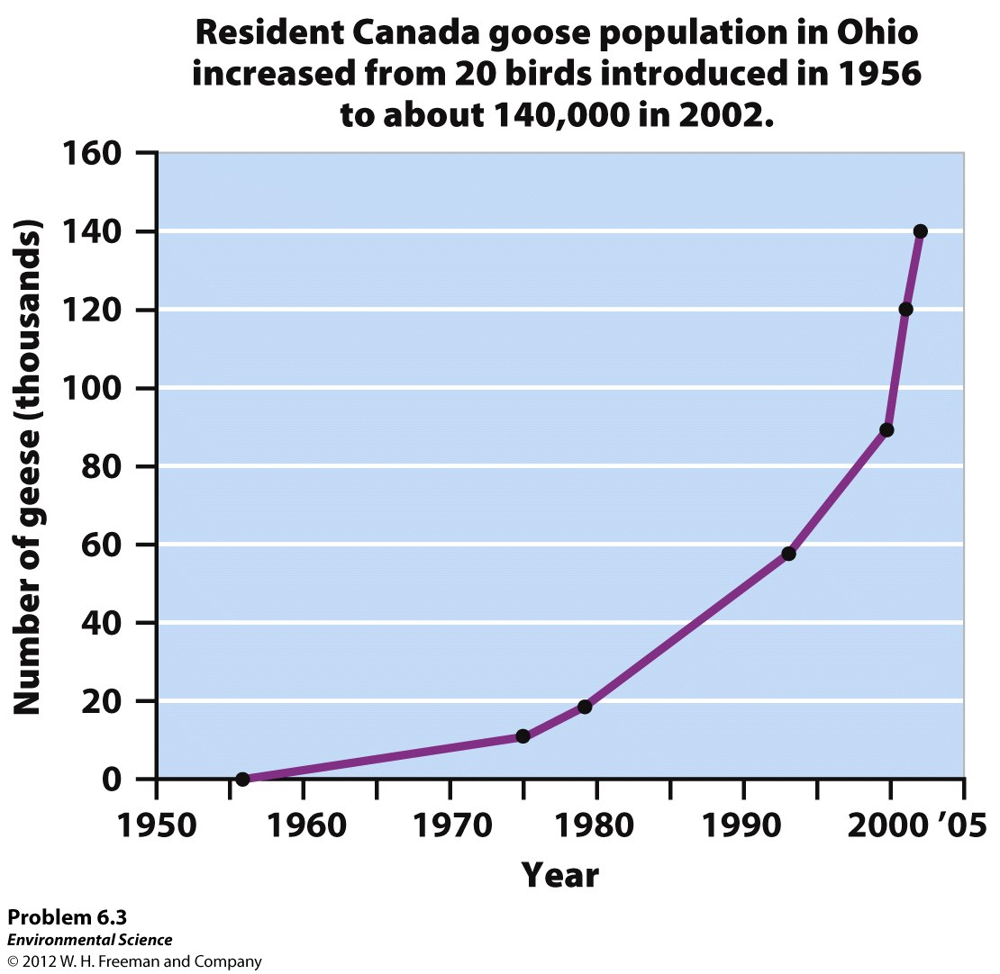 Resident Canada goose population in Ohio
increased from 20 birds introduced in 1956
to about 140,000 in 2002.
160
140
120
100
80
60
40
20
0
Number of geese (thousands)
1950 1960 1970 1980 1990 2000 '05
Year
Problem 6.3
Environmental Science
© 2012 W. H. Freeman and Company